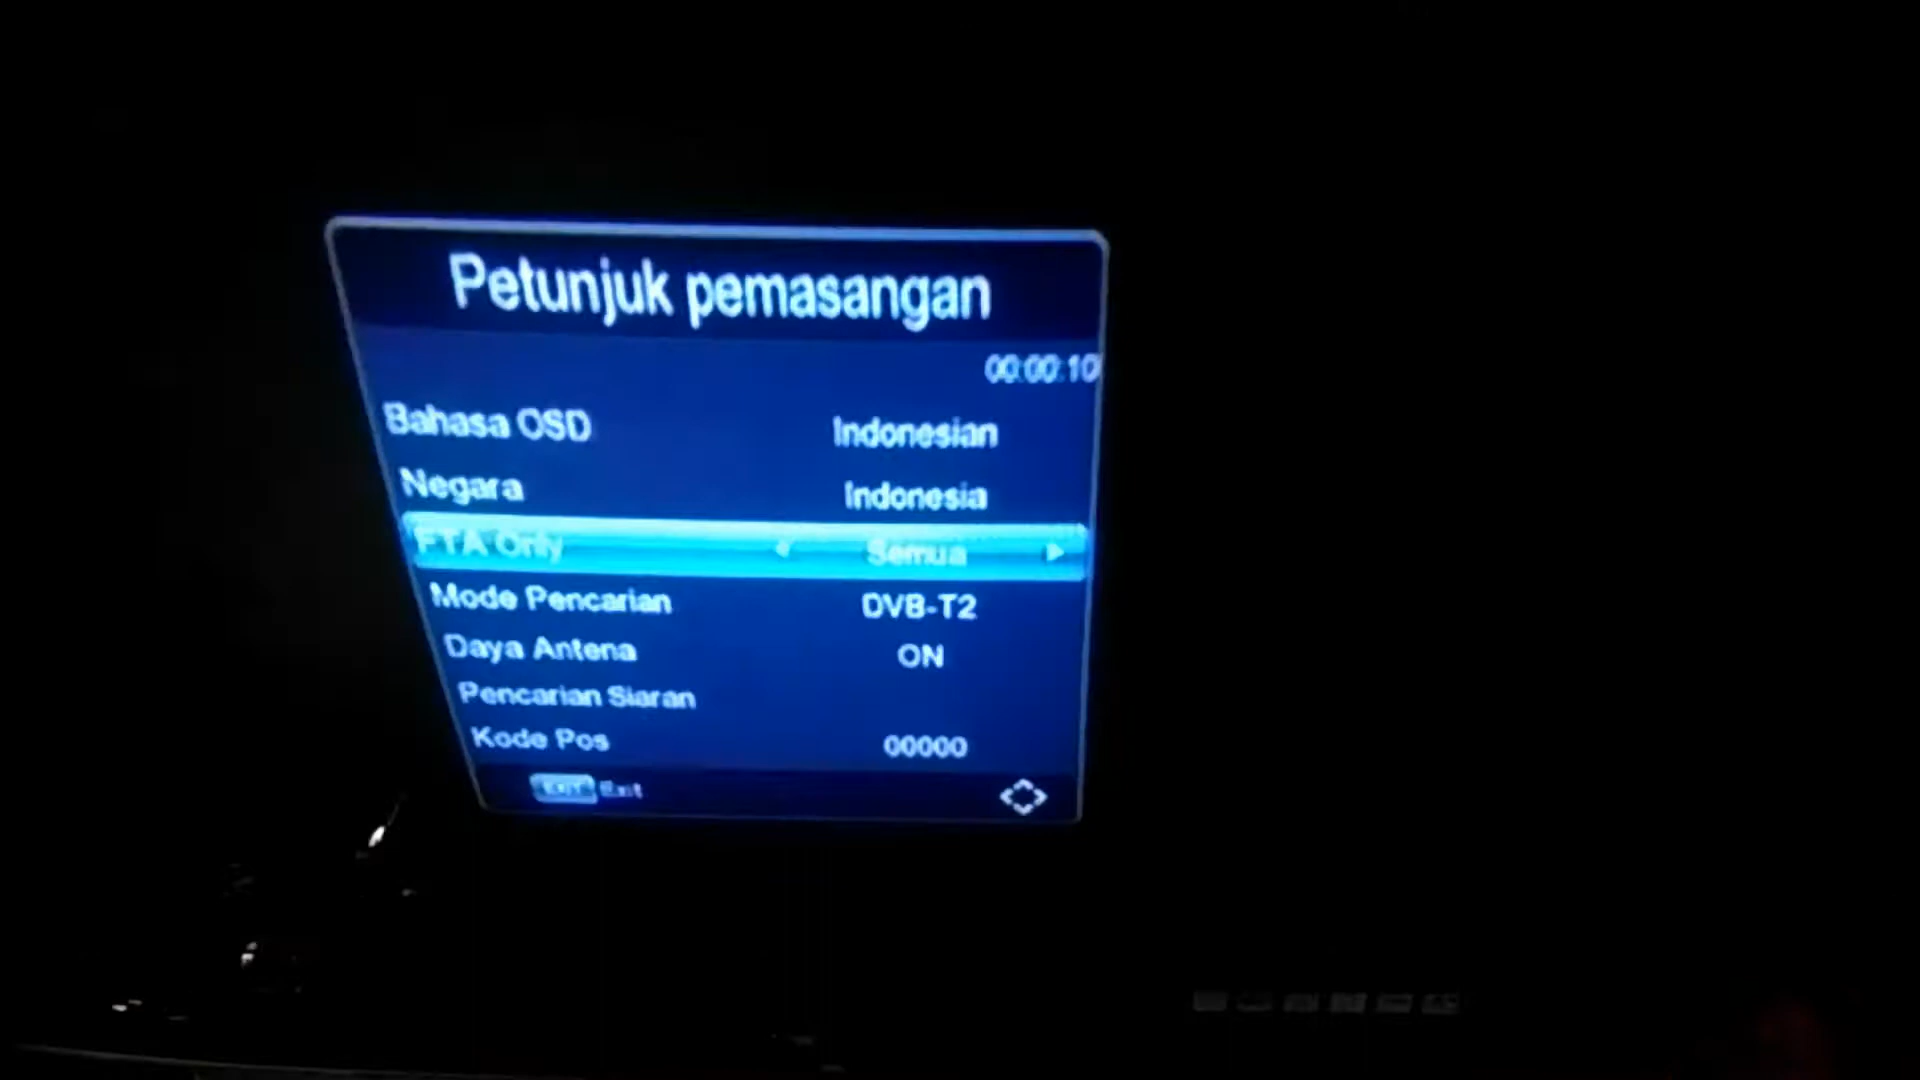 Petunjuk pemasangan
00:00:10
Bahasa OSD Indonesian
Negara Indonesia
FTA Only Semua
Mode Pencarian DVB-T2
Daya Antena ON
Pencarian Siaran
Kode Pos 00000
EXIT Exit